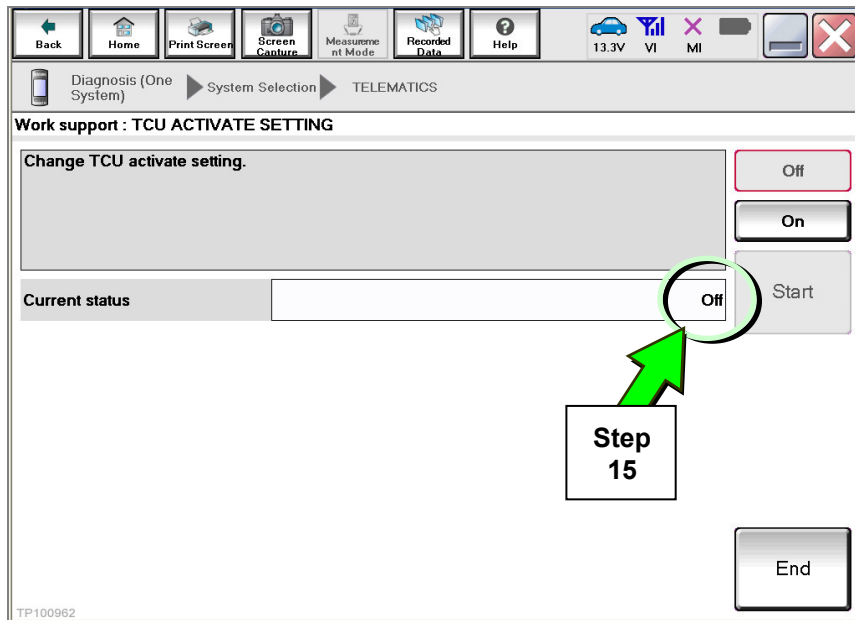 Back
Home
Print Screen
Screen
Capture
Measureme
nt Mode
Recorded
Data
Help
13.3V
VI
MI
Diagnosis (One
System)
System Selection
TELEMATICS
Work support : TCU ACTIVATE SETTING
Change TCU activate setting.
Off
On
Current status
Off
Start
Step
15
End
TP100962